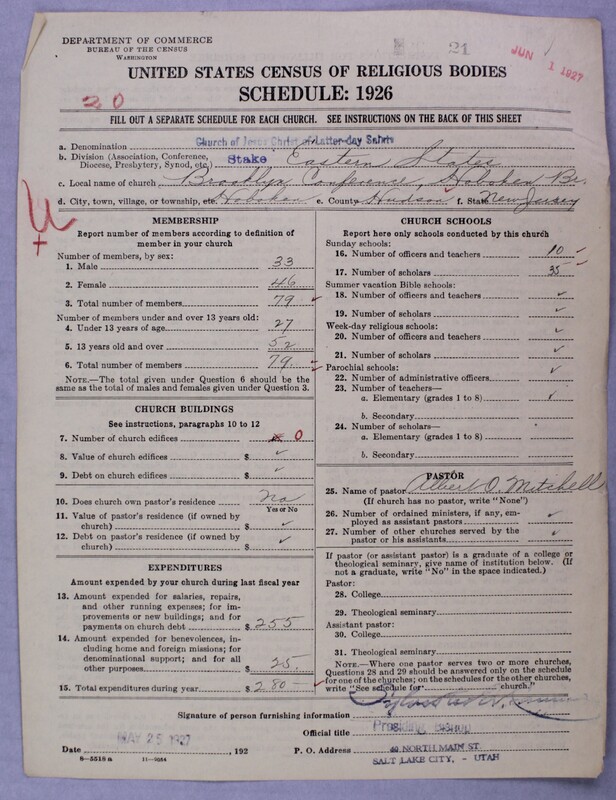 DEPARTMENT OF COMMERCE
BUREAU OF THE CENSUS
WASHINGTON
21
JUN 1 1927
UNITED STATES CENSUS OF RELIGIOUS BODIES
20
SCHEDULE: 1926
FILL OUT A SEPARATE SCHEDULE FOR EACH CHURCH. SEE INSTRUCTIONS ON THE BACK OF THIS SHEET
a. Denomination Church of Jesus Christ of Latter-day Saints
b. Division (Association, Conference, Diocese, Presbytery, Synod, etc.) Stake Eastern States
c. Local name of church Brooklyn Conference, Hoboken Br.
d. City, town, village, or township, etc. Hoboken e. County Hudson f. State New Jersey
MEMBERSHIP
Report number of members according to definition of
member in your church
Number of members, by sex:
1. Male 33
2. Female 46
3. Total number of members 79
Number of members under and over 13 years old:
4. Under 13 years of age 27
5. 13 years old and over 52
6. Total number of members 79
NOTE.—The total given under Question 6 should be
the same as the total of males and females given under Question 3.
CHURCH BUILDINGS
See instructions, paragraphs 10 to 12
7. Number of church edifices 0
8. Value of church edifices $
9. Debt on church edifices $
10. Does church own pastor's residence No
Yes or No
11. Value of pastor's residence (if owned by
church) $
12. Debt on pastor's residence (if owned by
church) $
EXPENDITURES
Amount expended by your church during last fiscal year
13. Amount expended for salaries, repairs,
and other running expenses; for im-
provements or new buildings; and for
payments on church debt $ 255
14. Amount expended for benevolences, in-
cluding home and foreign missions; for
denominational support; and for all
other purposes $ 25
15. Total expenditures during year $ 280
CHURCH SCHOOLS
Report here only schools conducted by this church
Sunday schools:
16. Number of officers and teachers 10
17. Number of scholars 35
Summer vacation Bible schools:
18. Number of officers and teachers
19. Number of scholars
Week-day religious schools:
20. Number of officers and teachers
21. Number of scholars
Parochial schools:
22. Number of administrative officers
23. Number of teachers—
a. Elementary (grades 1 to 8)
b. Secondary
24. Number of scholars—
a. Elementary (grades 1 to 8)
b. Secondary
PASTOR
25. Name of pastor Albert O. Mitchell
(If church has no pastor, write "None")
26. Number of ordained ministers, if any, em-
ployed as assistant pastors
27. Number of other churches served by the
pastor or his assistants
If pastor (or assistant pastor) is a graduate of a college or
theological seminary, give name of institution below. (If
not a graduate, write "No" in the space indicated.)
Pastor:
28. College
29. Theological seminary
Assistant pastor:
30. College
31. Theological seminary
NOTE.—Where one pastor serves two or more churches,
Questions 28 and 29 should be answered only on the schedule
for one of the churches; on the schedules for the other churches,
write "See schedule for church."
Signature of person furnishing information
Official title Presiding Bishop
Date MAY 25 1927, 192
P. O. Address 40 NORTH MAIN ST
SALT LAKE CITY, - UTAH
8—5518 a